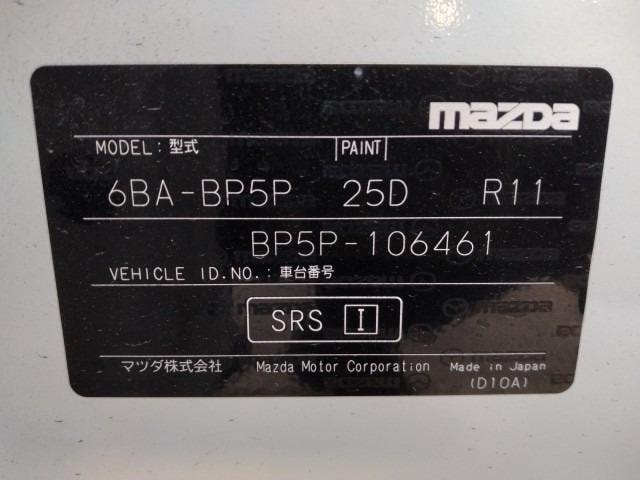 mazda
MODEL: 型式 |PAINT|
6BA-BP5P 25D R11
BP5P-106461
VEHICLE ID.NO.: 車台番号
SRS I
マツダ株式会社 Mazda Motor Corporation Made in Japan
(D10A)